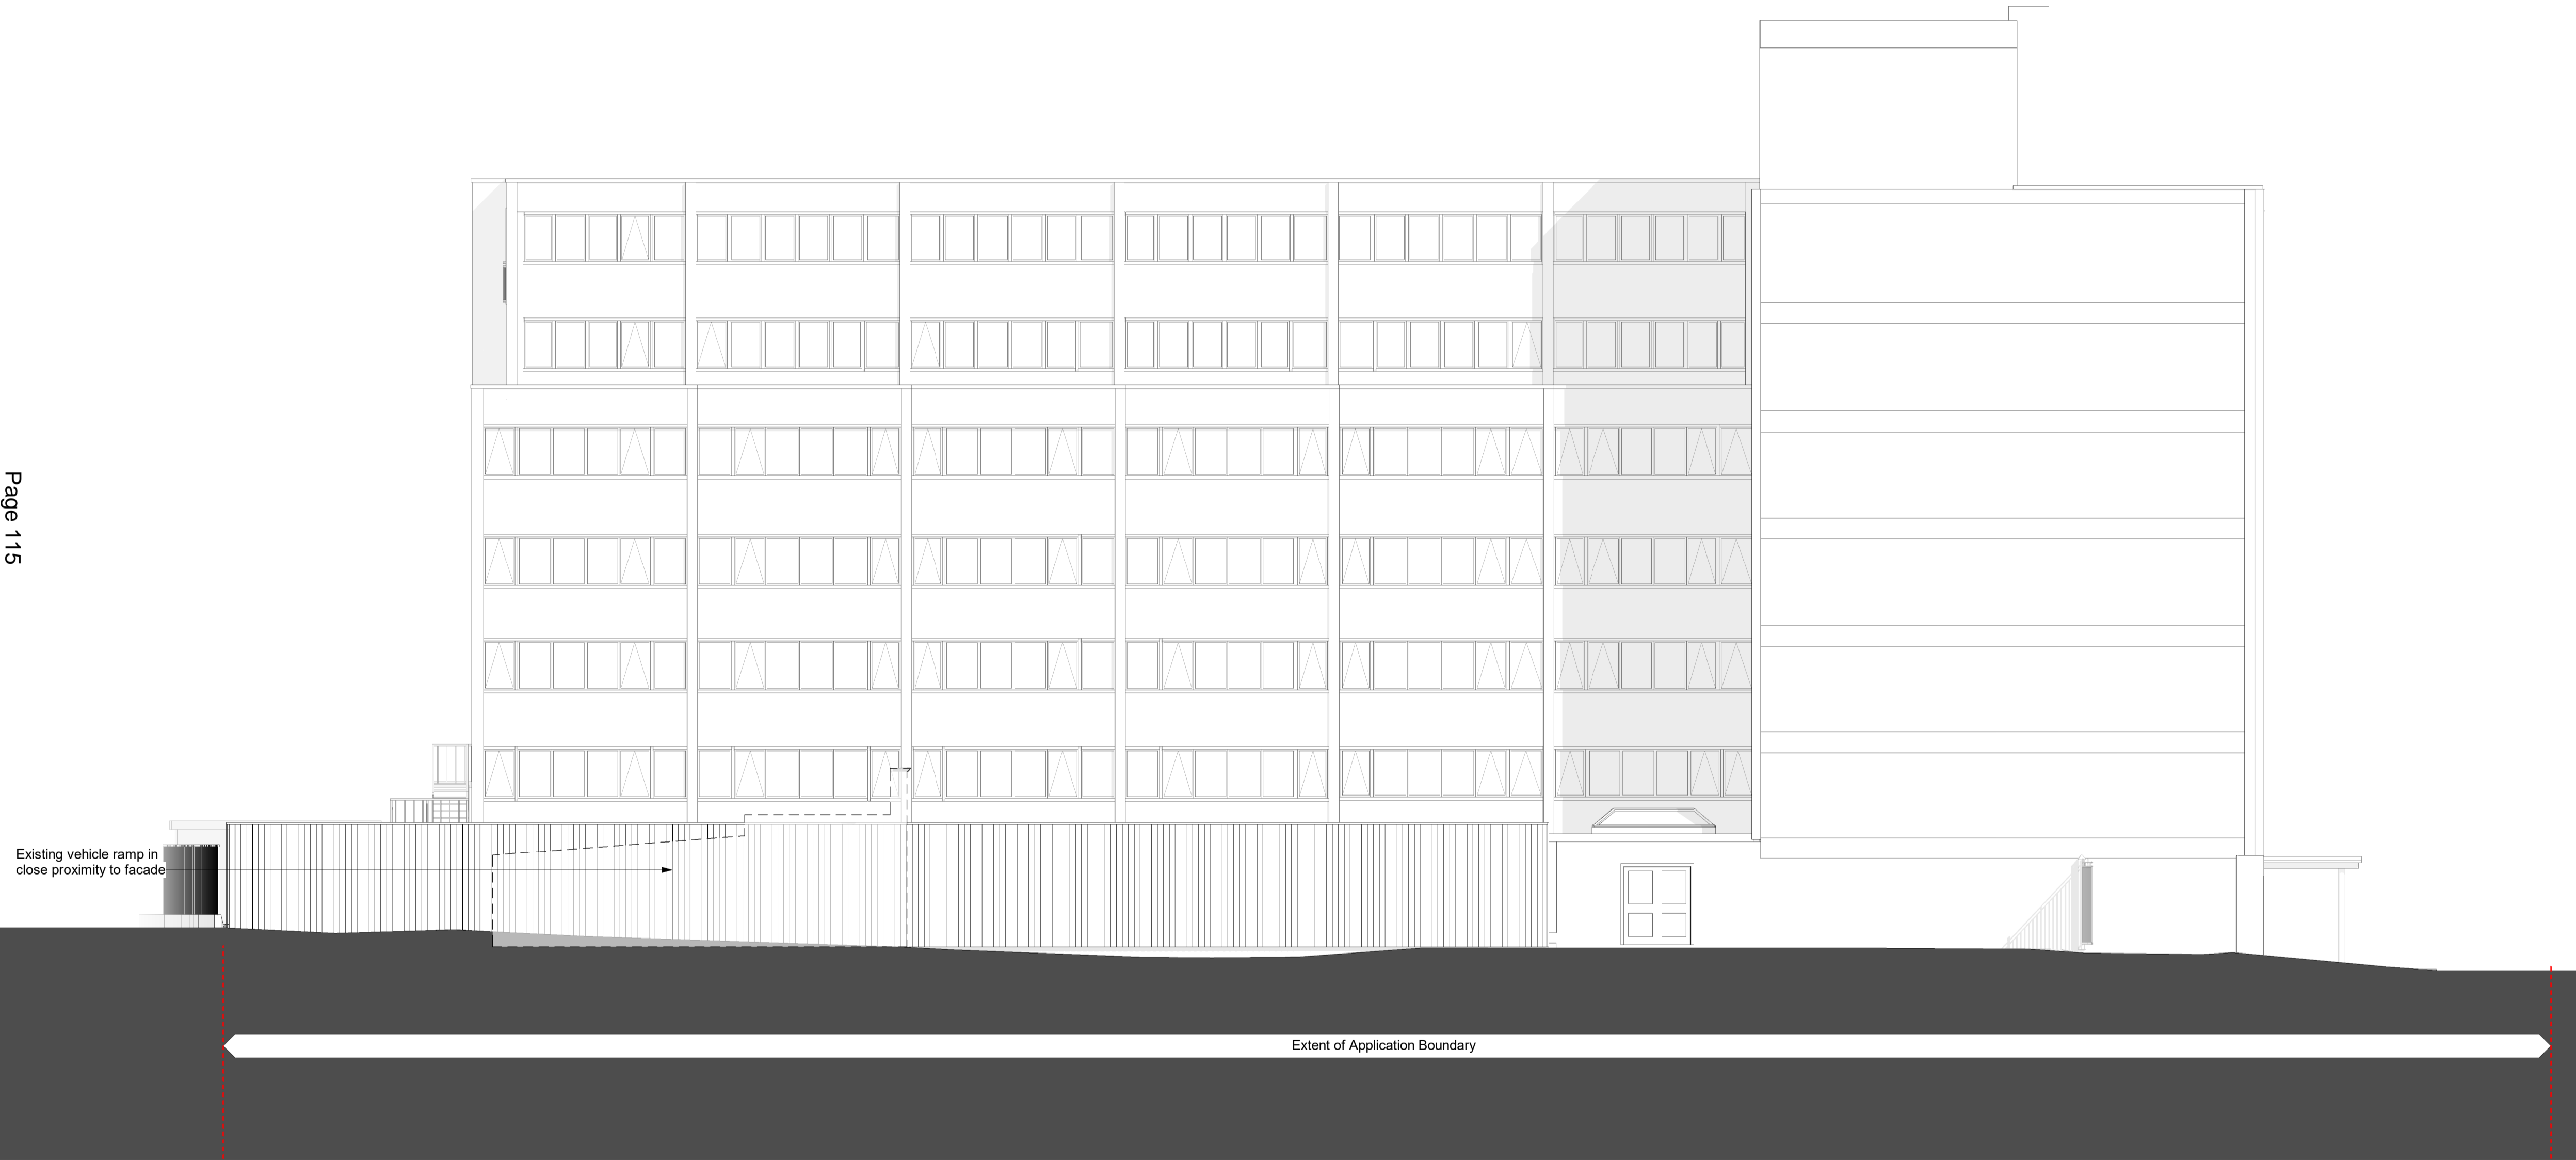 Page 115
Existing vehicle ramp in
close proximity to facade
Extent of Application Boundary